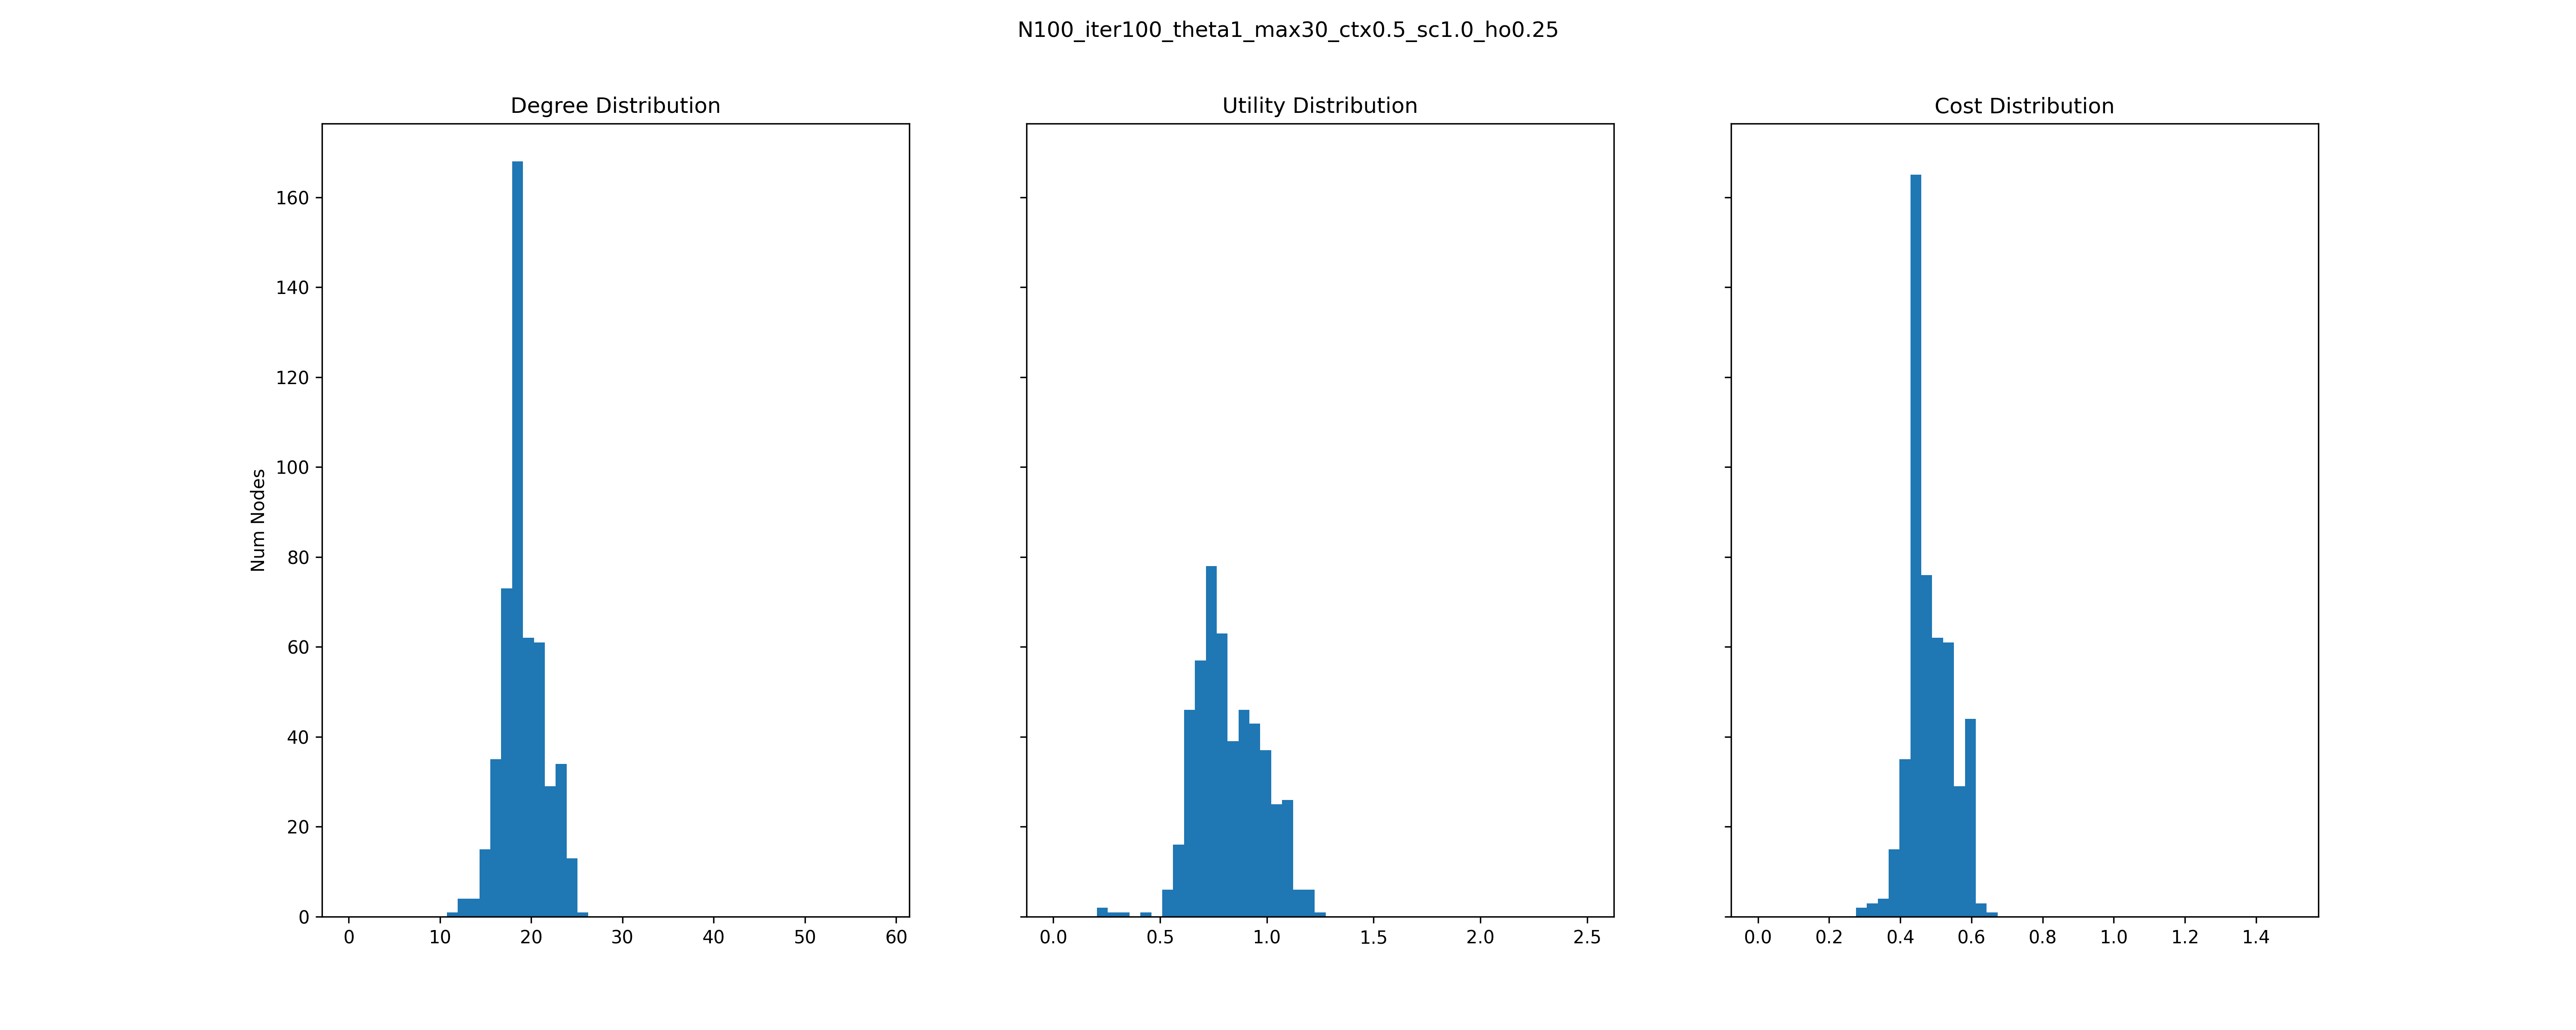 N100_iter100_theta1_max30_ctx0.5_sc1.0_ho0.25
Degree Distribution
Num Nodes
160
140
120
100
80
60
40
20
0
0 10 20 30 40 50 60
Utility Distribution
0.0 0.5 1.0 1.5 2.0 2.5
Cost Distribution
0.0 0.2 0.4 0.6 0.8 1.0 1.2 1.4